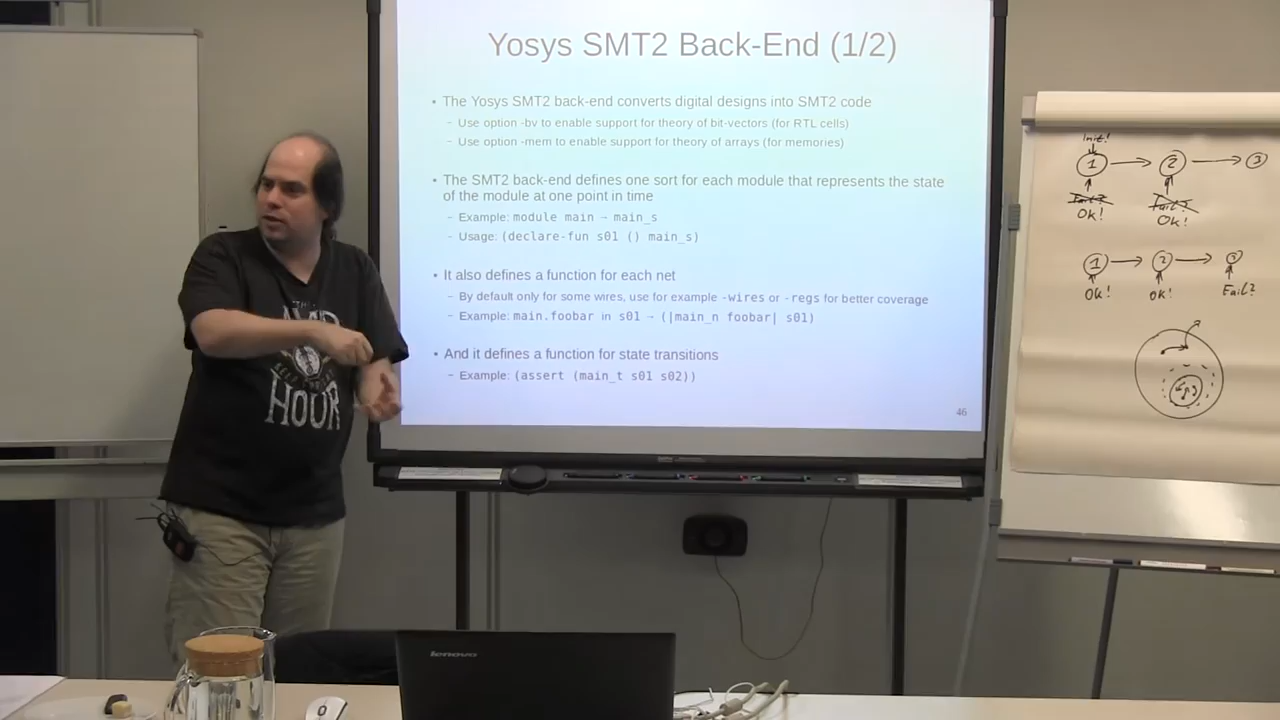 Yosys SMT2 Back-End (1/2)
• The Yosys SMT2 back-end converts digital designs into SMT2 code
– Use option -bv to enable support for theory of bit-vectors (for RTL cells)
– Use option -mem to enable support for theory of arrays (for memories)
• The SMT2 back-end defines one sort for each module that represents the state
of the module at one point in time
– Example: module main → main_s
– Usage: (declare-fun s01 () main_s)
• It also defines a function for each net
– By default only for some wires, use for example -wires or -regs for better coverage
– Example: main.foobar in s01 → (|main_n foobar| s01)
• And it defines a function for state transitions
– Example: (assert (main_t s01 s02))
46
Init!
1 → 2 → 3
Fail? Fail?
Ok! Ok!
1 → 2 → 3
Ok! Ok! Fail?
HOUR
lenovo